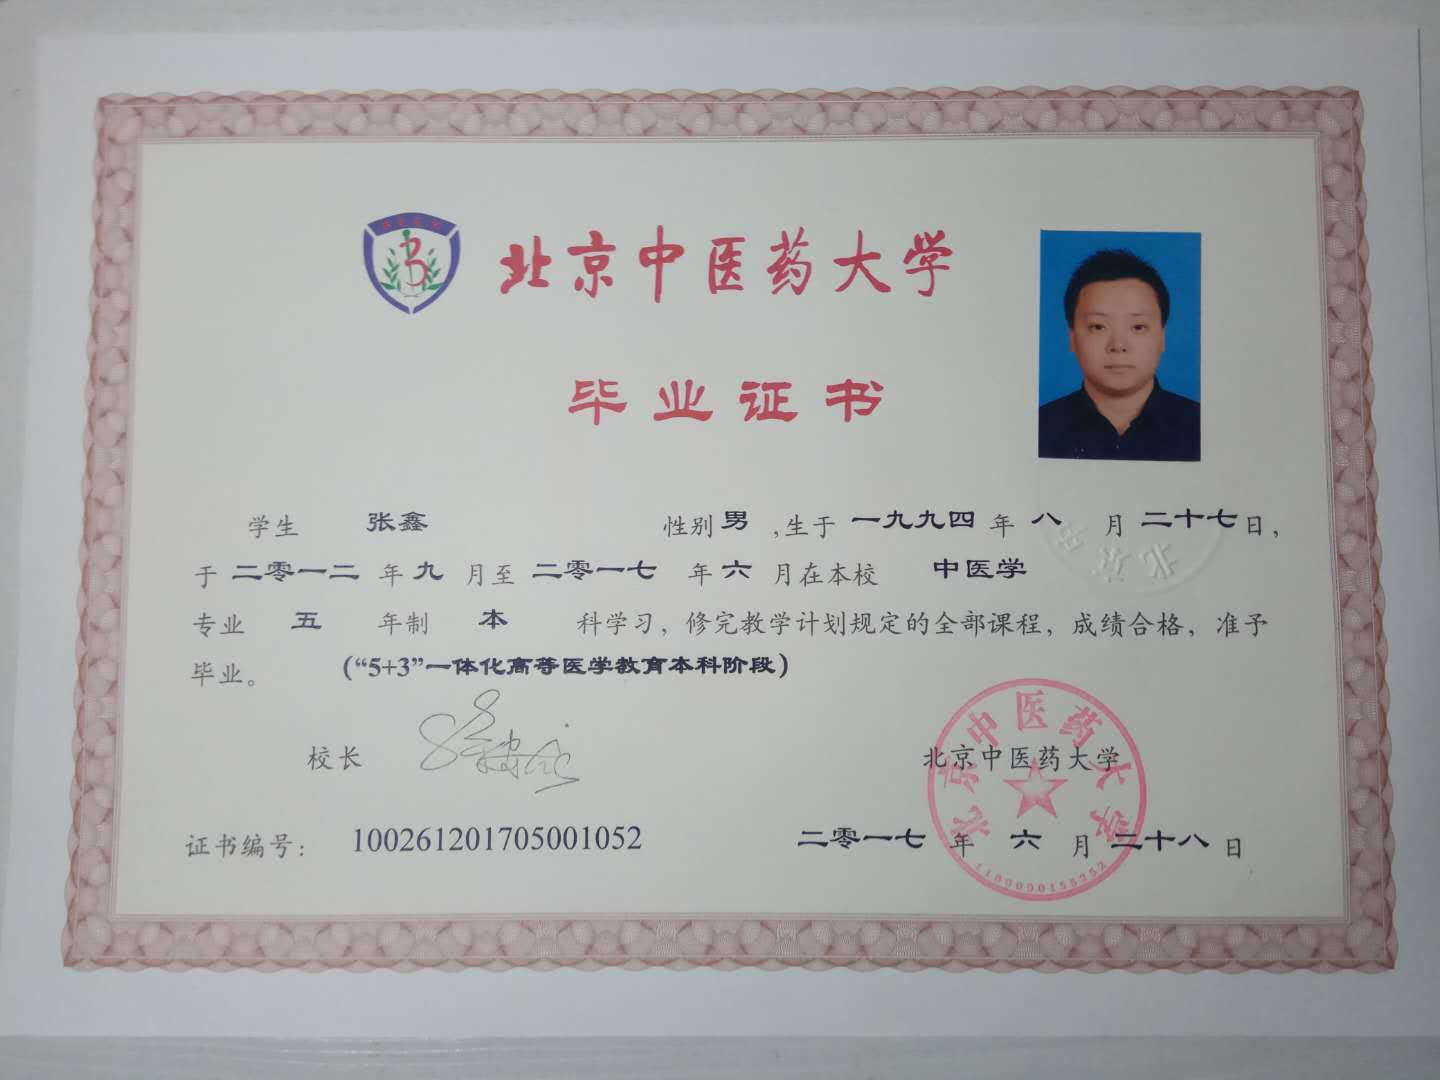 北京中医药大学
毕业证书
学生 张鑫 性别 男 ,生于 一九九四 年 八 月 二十七 日,
于 二零一二 年 九 月至 二零一七 年 六 月在本校 中医学
专业 五 年制 本 科学习，修完教学计划规定的全部课程，成绩合格，准予
毕业。 (“5+3”一体化高等医学教育本科阶段)
校长
北京中医药大学
北京中医药大学
1100000155252
证书编号： 100261201705001052
二零一七 年 六 月 二十八 日